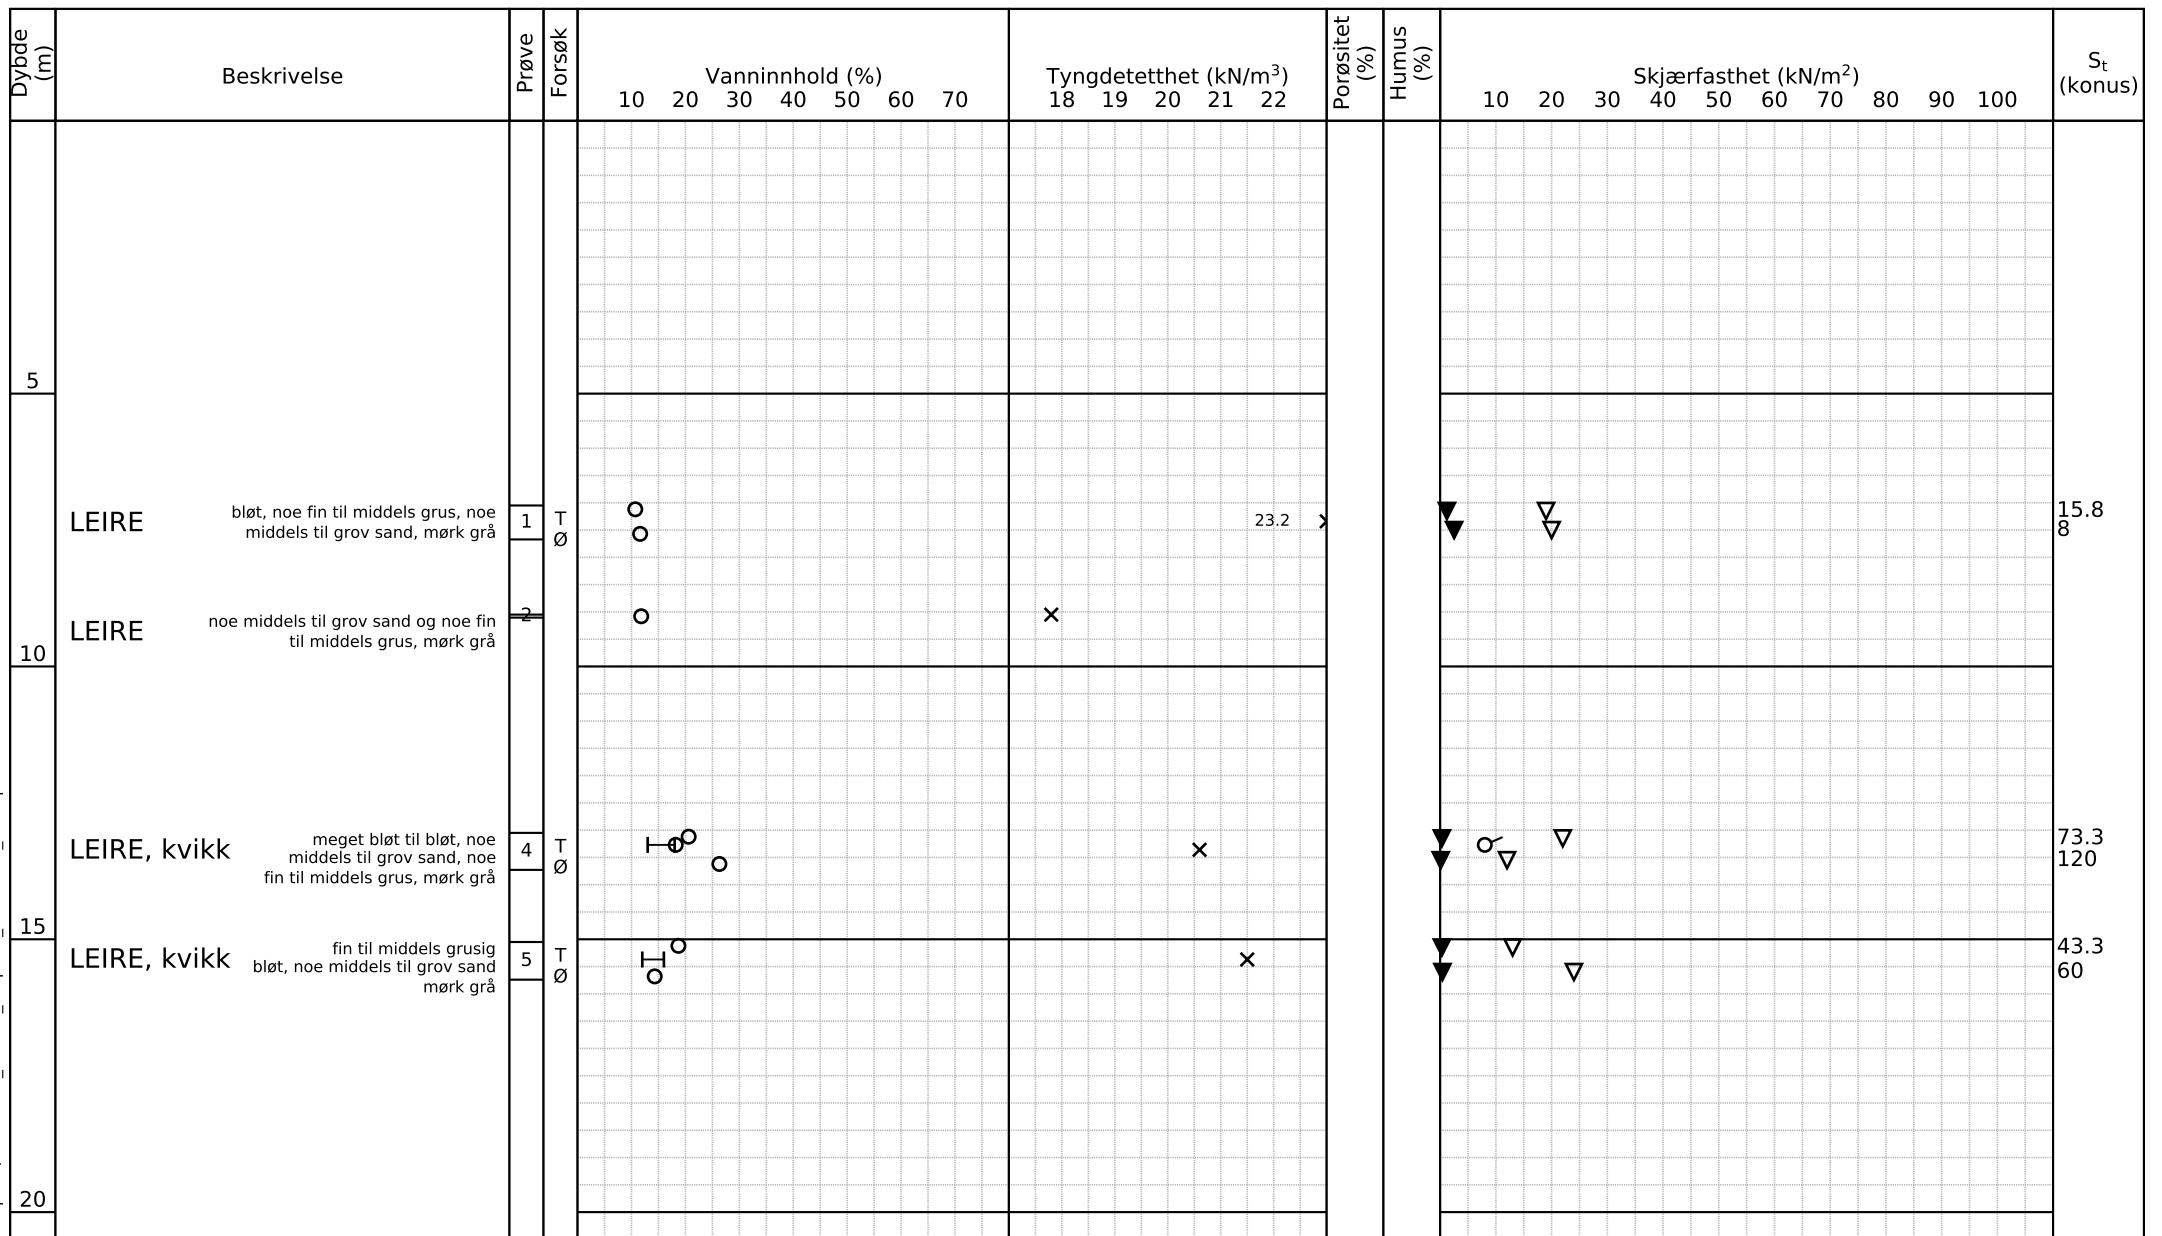 Dybde (m)
Beskrivelse
Prøve
Forsøk
Vanninnhold (%)
10 20 30 40 50 60 70
Tyngdetetthet (kN/m³)
18 19 20 21 22
Porøsitet (%)
Humus (%)
Skjærfasthet (kN/m²)
10 20 30 40 50 60 70 80 90 100
Sₜ
(konus)
5
LEIRE
bløt, noe fin til middels grus, noe
middels til grov sand, mørk grå
1
T
Ø
23.2
15.8
8
LEIRE
noe middels til grov sand og noe fin
til middels grus, mørk grå
2
10
LEIRE, kvikk
meget bløt til bløt, noe
middels til grov sand, noe
fin til middels grus, mørk grå
4
T
Ø
73.3
120
15
LEIRE, kvikk
fin til middels grusig
bløt, noe middels til grov sand
mørk grå
5
T
Ø
43.3
60
20